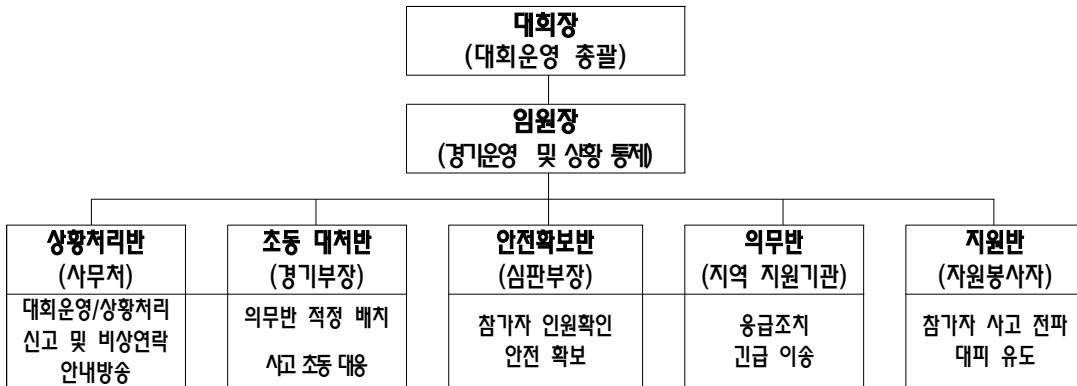 대회장
(대회운영 총괄)
임원장
(경기운영 및 상황 통제)
상황처리반
(사무처)
대회운영/상황처리
신고 및 비상연락
안내방송
초동 대처반
(경기부장)
의무반 적정 배치
사고 초동 대응
안전확보반
(심판부장)
참가자 인원확인
안전 확보
의무반
(지역 지원기관)
응급조치
긴급 이송
지원반
(자원봉사자)
참가자 사고 전파
대피 유도